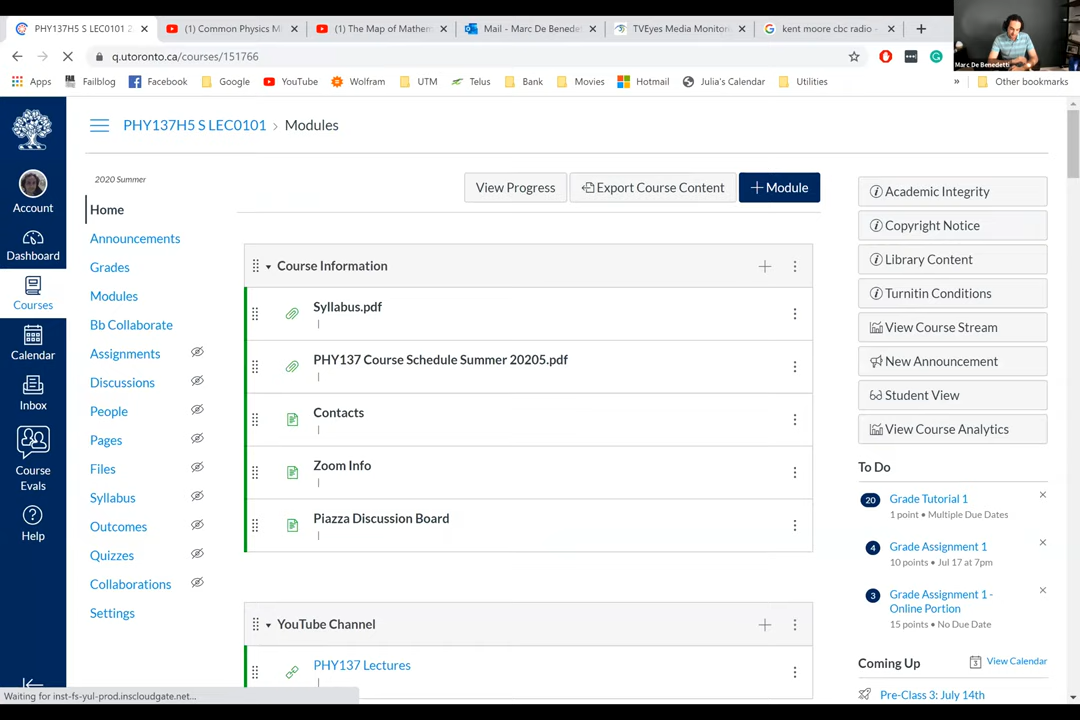 PHY137H5 S LEC0101 2
(1) Common Physics M
(1) The Map of Mathem
Mail - Marc De Benedett
TVEyes Media Monitor
kent moore cbc radio -
Marc De Benedetti
q.utoronto.ca/courses/151766
Apps
Failblog
Facebook
Google
YouTube
Wolfram
UTM
Telus
Bank
Movies
Hotmail
Julia's Calendar
Utilities
»
Other bookmarks
PHY137H5 S LEC0101 › Modules
2020 Summer
Account
Dashboard
Courses
Calendar
Inbox
Course
Evals
Help
Home
Announcements
Grades
Modules
Bb Collaborate
Assignments
Discussions
People
Pages
Files
Syllabus
Outcomes
Quizzes
Collaborations
Settings
View Progress
Export Course Content
+ Module
Course Information
Syllabus.pdf
PHY137 Course Schedule Summer 20205.pdf
Contacts
Zoom Info
Piazza Discussion Board
YouTube Channel
PHY137 Lectures
Academic Integrity
Copyright Notice
Library Content
Turnitin Conditions
View Course Stream
New Announcement
Student View
View Course Analytics
To Do
20 Grade Tutorial 1
1 point • Multiple Due Dates
4 Grade Assignment 1
10 points • Jul 17 at 7pm
3 Grade Assignment 1 -
Online Portion
15 points • No Due Date
Coming Up
3 View Calendar
Pre-Class 3: July 14th
Waiting for inst-fs-yul-prod.inscloudgate.net...